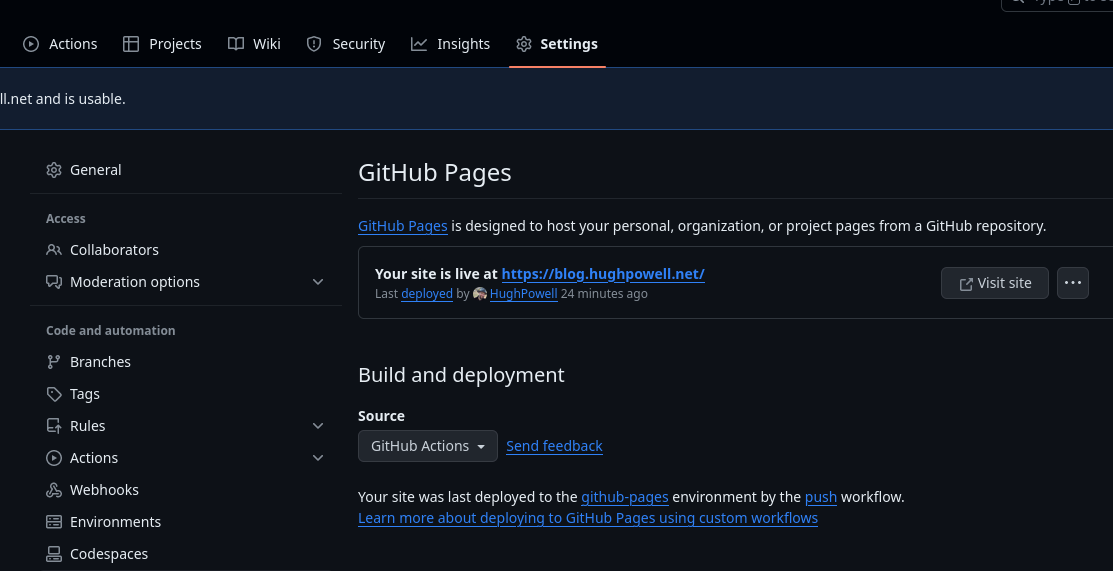 Actions Projects Wiki Security Insights Settings
ll.net and is usable.
General
Access
Collaborators
Moderation options
Code and automation
Branches
Tags
Rules
Actions
Webhooks
Environments
Codespaces
GitHub Pages
GitHub Pages is designed to host your personal, organization, or project pages from a GitHub repository.
Your site is live at https://blog.hughpowell.net/
Last deployed by HughPowell 24 minutes ago
Visit site
Build and deployment
Source
GitHub Actions Send feedback
Your site was last deployed to the github-pages environment by the push workflow.
Learn more about deploying to GitHub Pages using custom workflows